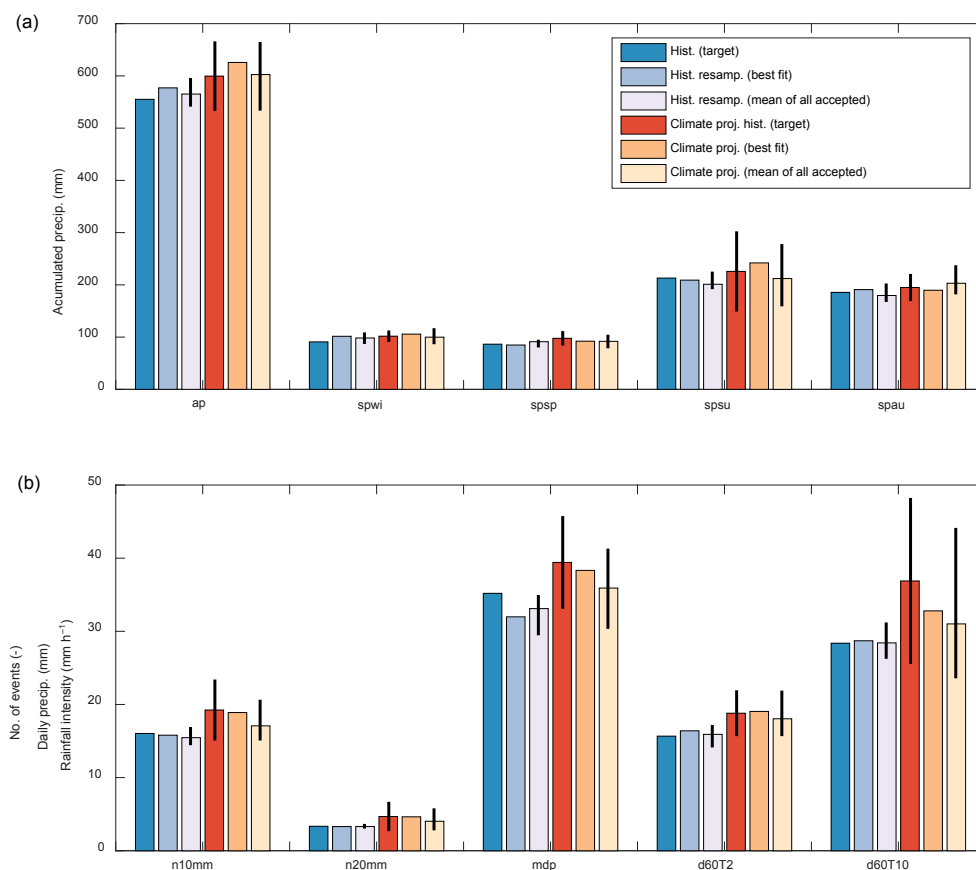 (a)
700
600
500
400
300
200
100
0
Acumulated precip. (mm)
Hist. (target)
Hist. resamp. (best fit)
Hist. resamp. (mean of all accepted)
Climate proj. hist. (target)
Climate proj. (best fit)
Climate proj. (mean of all accepted)
ap spwi spsp spsu spau
(b)
50
40
30
20
10
0
No. of events (-)
Daily precip. (mm)
Rainfall intensity (mm h⁻¹)
n10mm n20mm mdp d60T2 d60T10